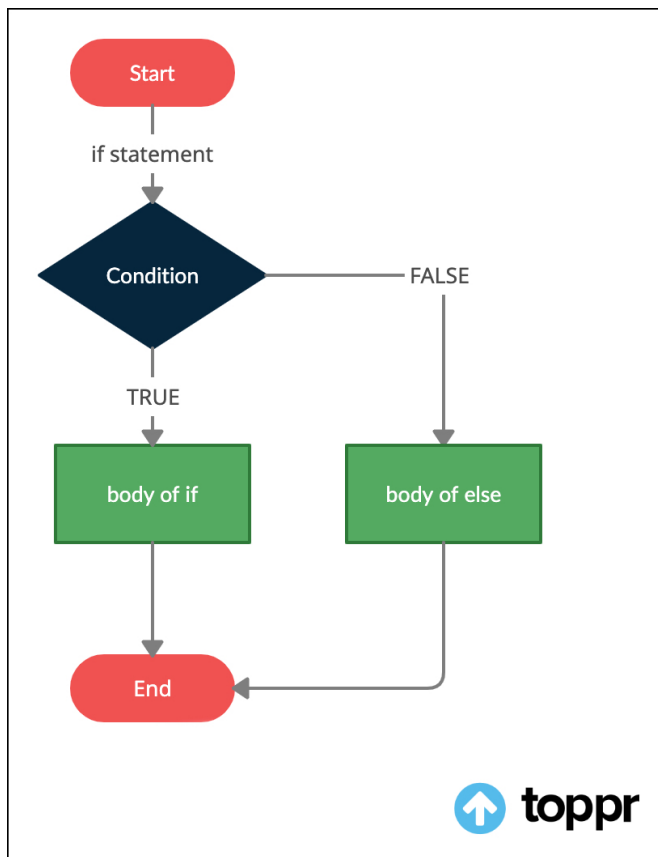 Start
if statement
Condition
FALSE
TRUE
body of if
body of else
End
toppr